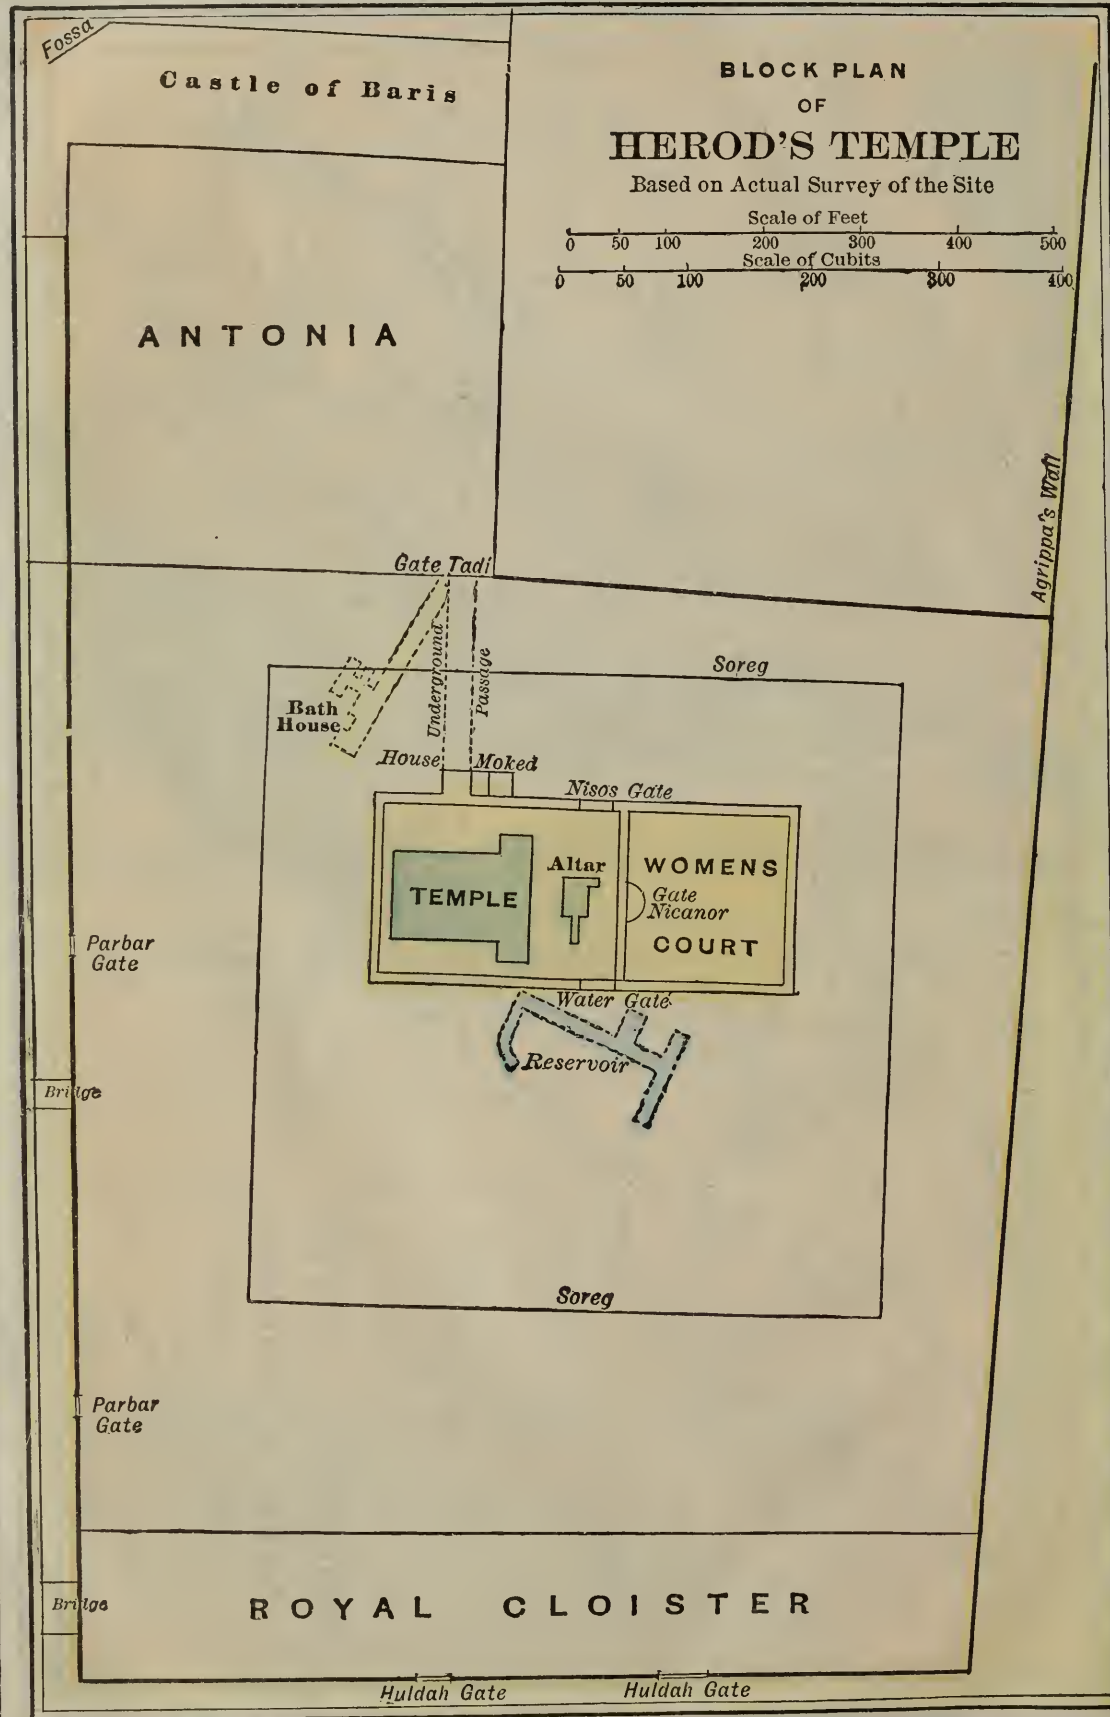 Fossa
Castle of Baris
BLOCK PLAN
OF
HEROD'S TEMPLE
Based on Actual Survey of the Site
Scale of Feet
0 50 100 200 300 400 500
Scale of Cubits
0 50 100 200 300 400
ANTONIA
Agrippa's Wall
Gate Tadi
Underground
Passage
Soreg
Bath
House
House Moked
Nisos Gate
Altar
TEMPLE
WOMENS
Gate
Nicanor
COURT
Parbar
Gate
Water Gate
Reservoir
Bridge
Soreg
Parbar
Gate
Bridge
ROYAL CLOISTER
Huldah Gate
Huldah Gate